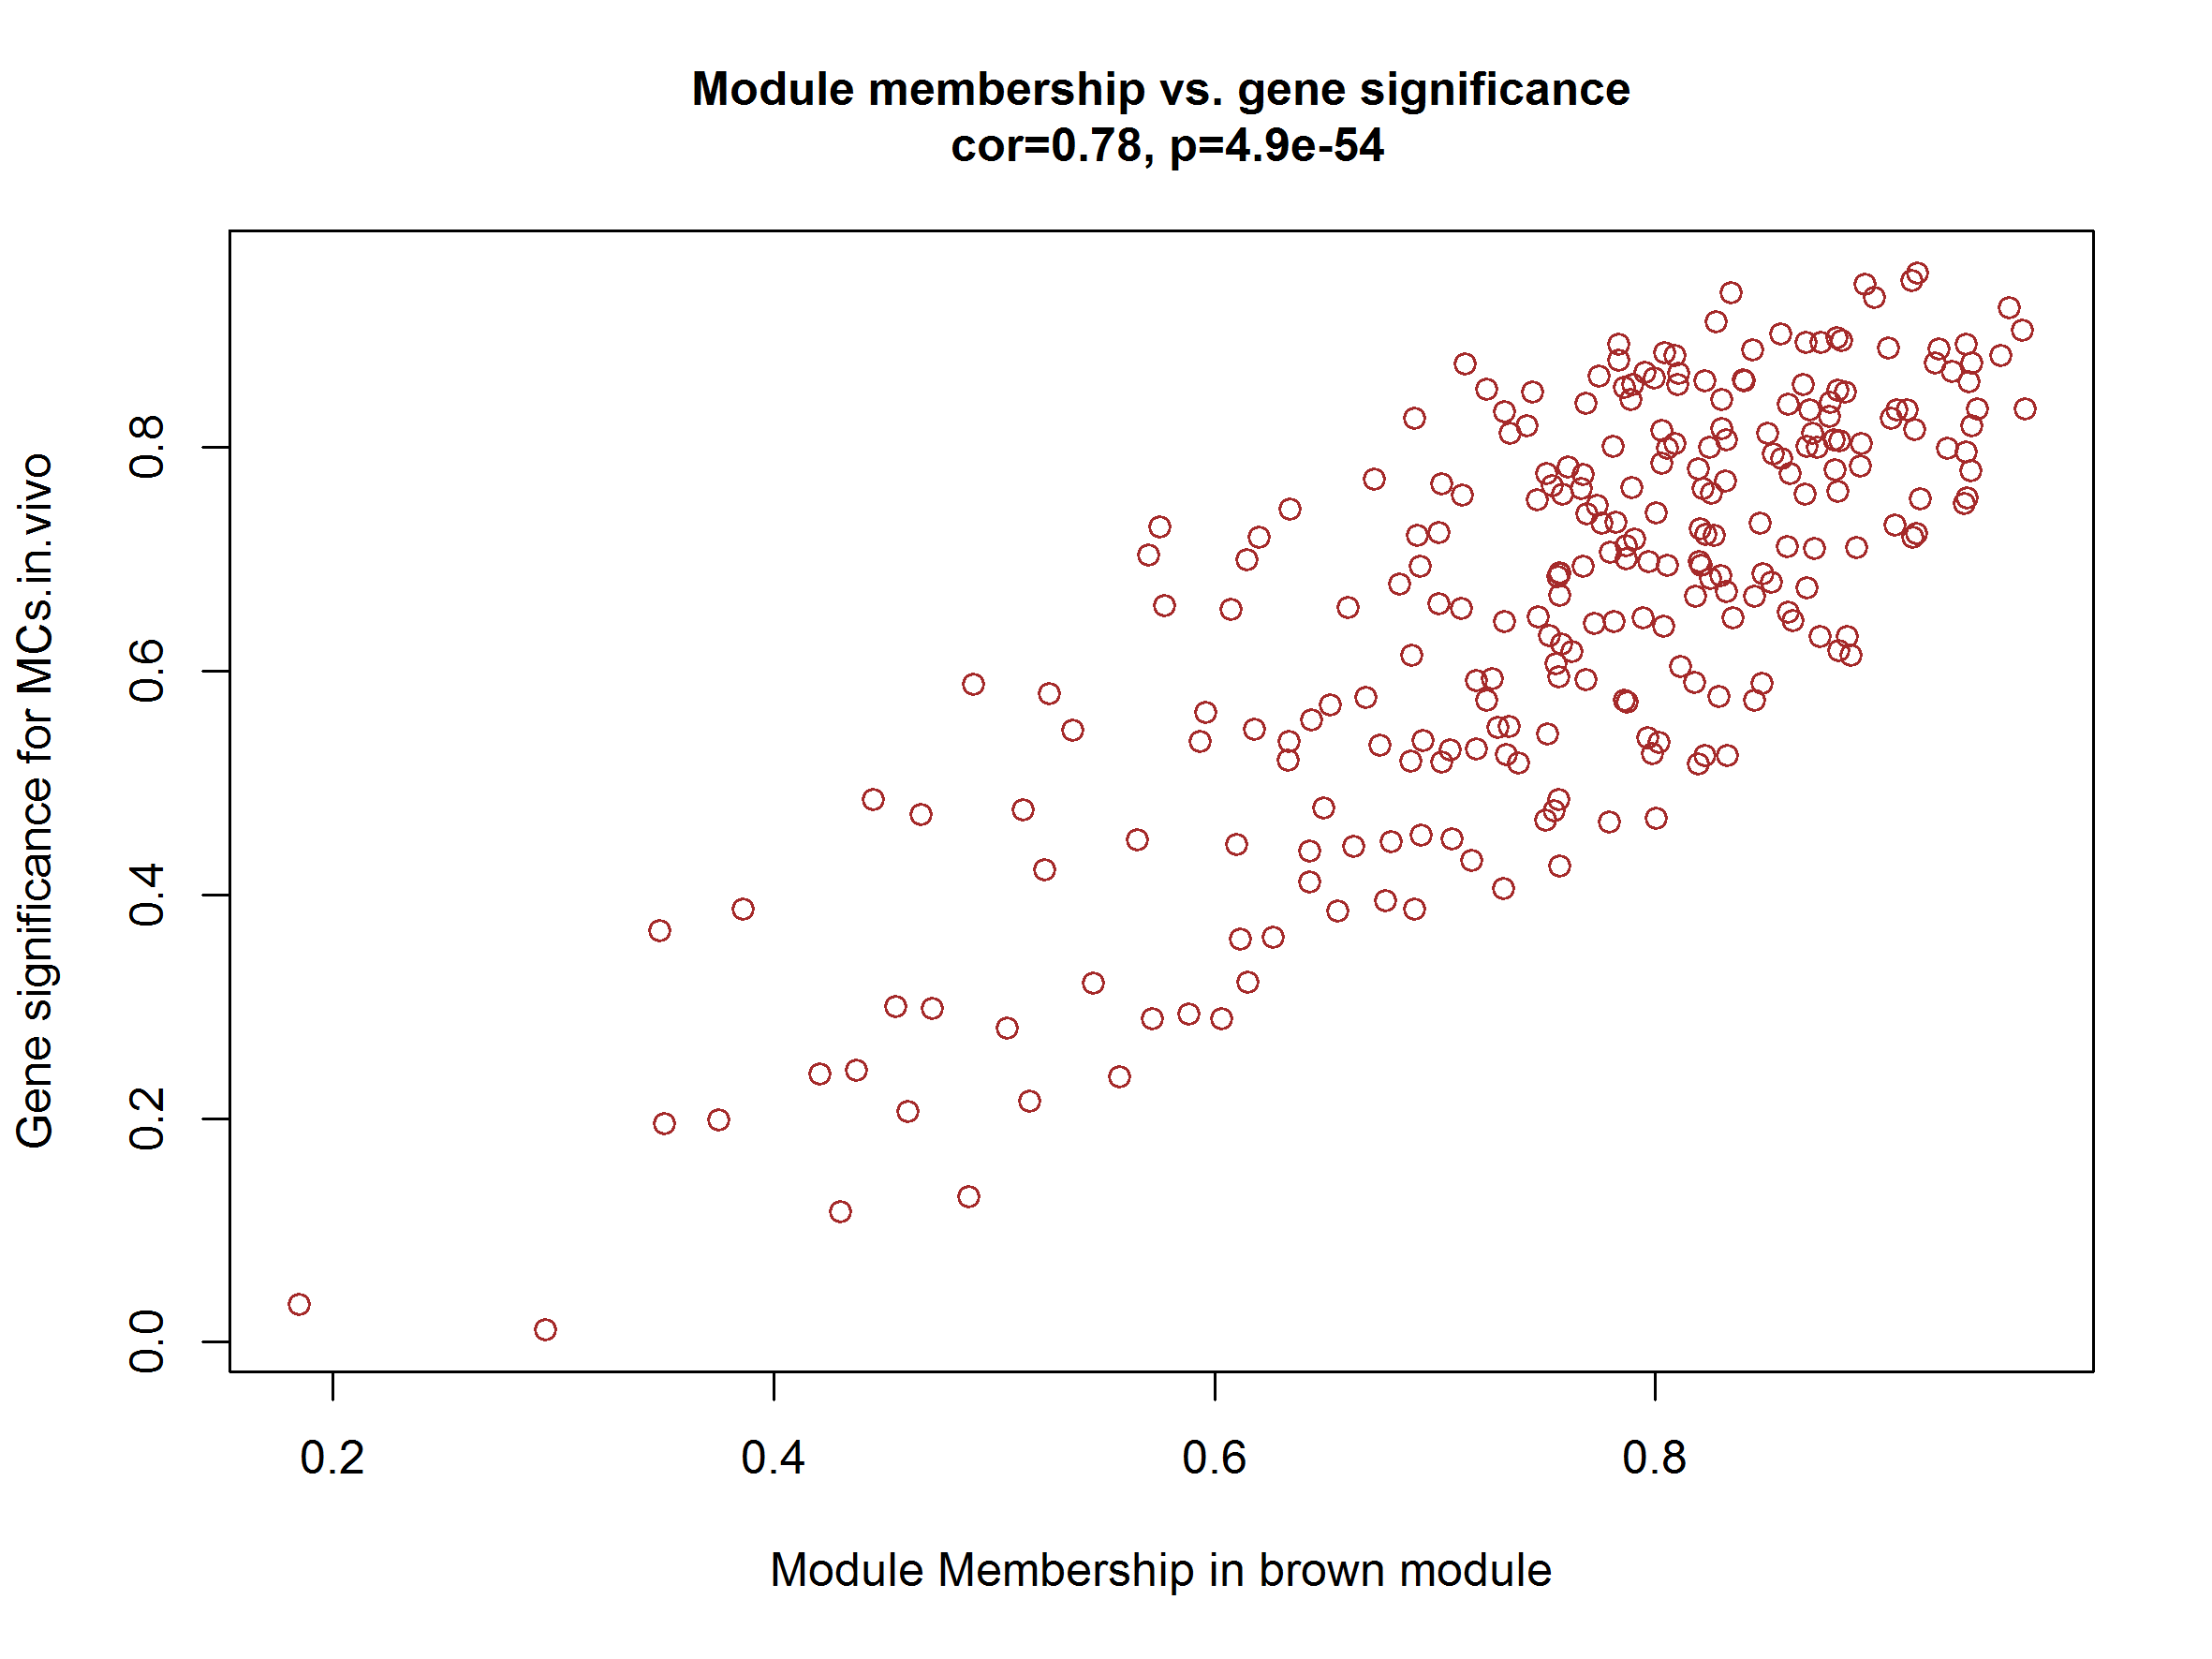 Module membership vs. gene significance
cor=0.78, p=4.9e-54
Gene significance for MCs.in.vivo
0.8
0.6
0.4
0.2
0.0
0.2
0.4
0.6
0.8
Module Membership in brown module